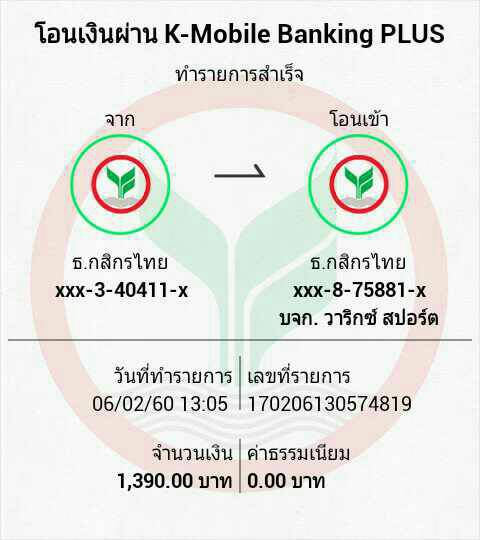 โอนเงินผ่าน K-Mobile Banking PLUS
ทำรายการสำเร็จ
จาก
โอนเข้า
ธ.กสิกรไทย
xxx-3-40411-x
ธ.กสิกรไทย
xxx-8-75881-x
บจก. วาริกซ์ สปอร์ต
วันที่ทำรายการ
06/02/60 13:05
เลขที่รายการ
170206130574819
จำนวนเงิน
1,390.00 บาท
ค่าธรรมเนียม
0.00 บาท